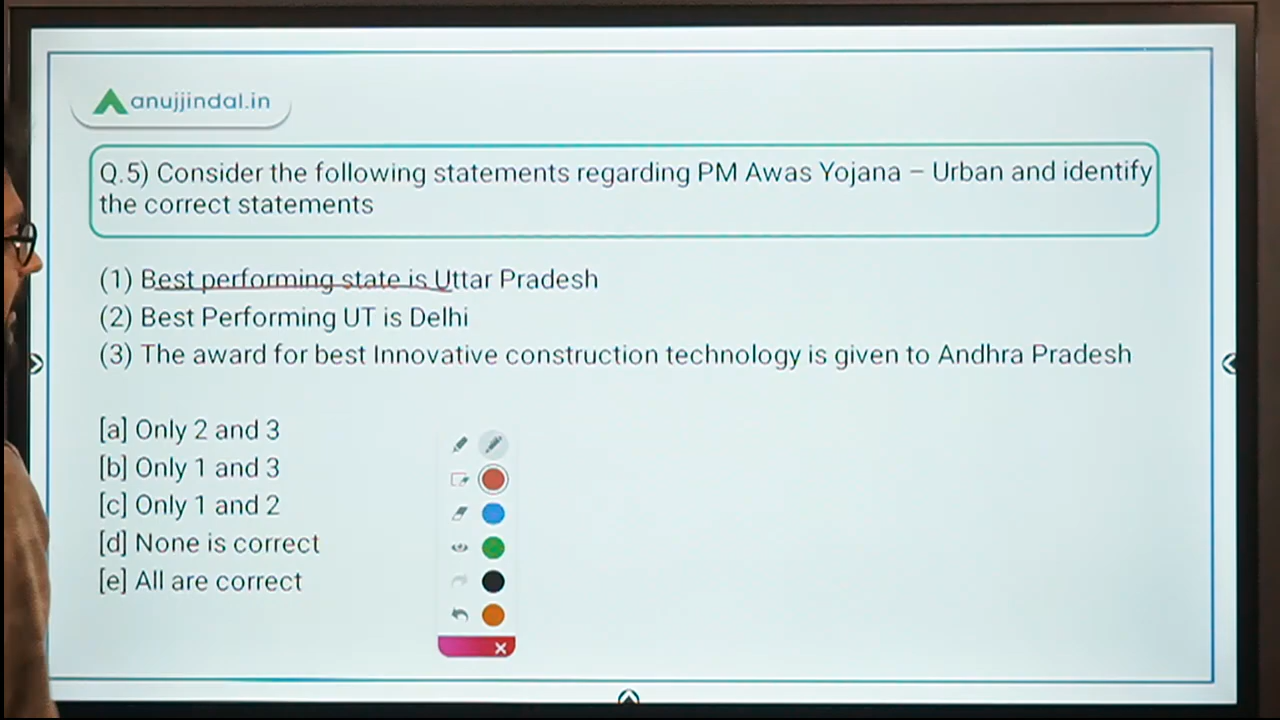 anujjindal.in
Q.5) Consider the following statements regarding PM Awas Yojana – Urban and identify
the correct statements
(1) Best performing state is Uttar Pradesh
(2) Best Performing UT is Delhi
(3) The award for best Innovative construction technology is given to Andhra Pradesh
[a] Only 2 and 3
[b] Only 1 and 3
[c] Only 1 and 2
[d] None is correct
[e] All are correct